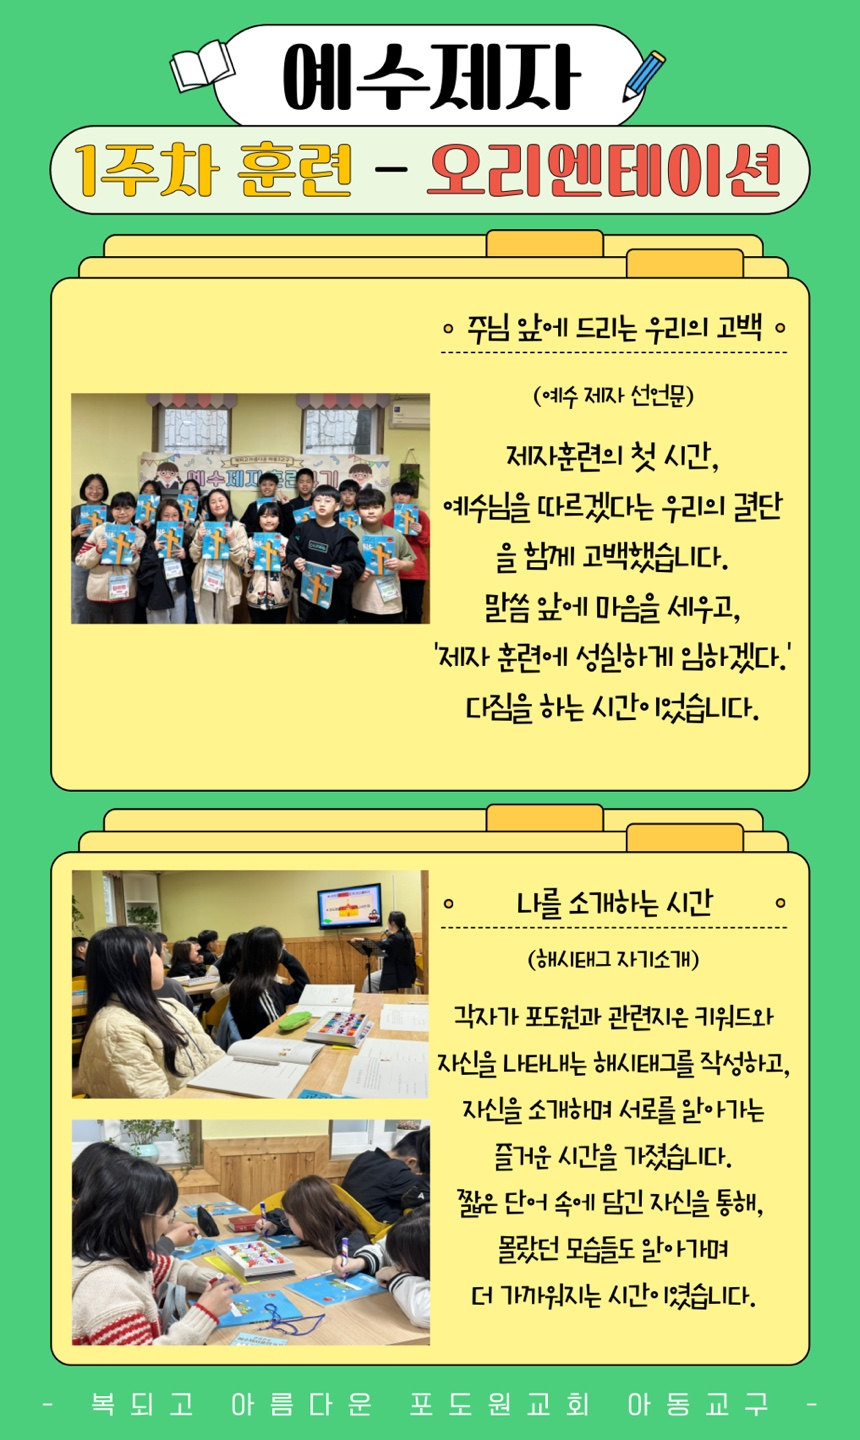 예수제자
1주차 훈련 - 오리엔테이션
주님 앞에 드리는 우리의 고백
(예수 제자 선언문)
제자훈련의 첫 시간,
예수님을 따르겠다는 우리의 결단
을 함께 고백했습니다.
말씀 앞에 마음을 세우고,
'제자 훈련에 성실하게 임하겠다.'
다짐을 하는 시간이었습니다.
예수제자훈련
나를 소개하는 시간
(해시태그 자기소개)
각자가 포도원과 관련지은 키워드와
자신을 나타내는 해시태그를 작성하고,
자신을 소개하며 서로를 알아가는
즐거운 시간을 가졌습니다.
짧은 단어 속에 담긴 자신을 통해,
몰랐던 모습들도 알아가며
더 가까워지는 시간이였습니다.
- 복되고 아름다운 포도원교회 아동교구 -